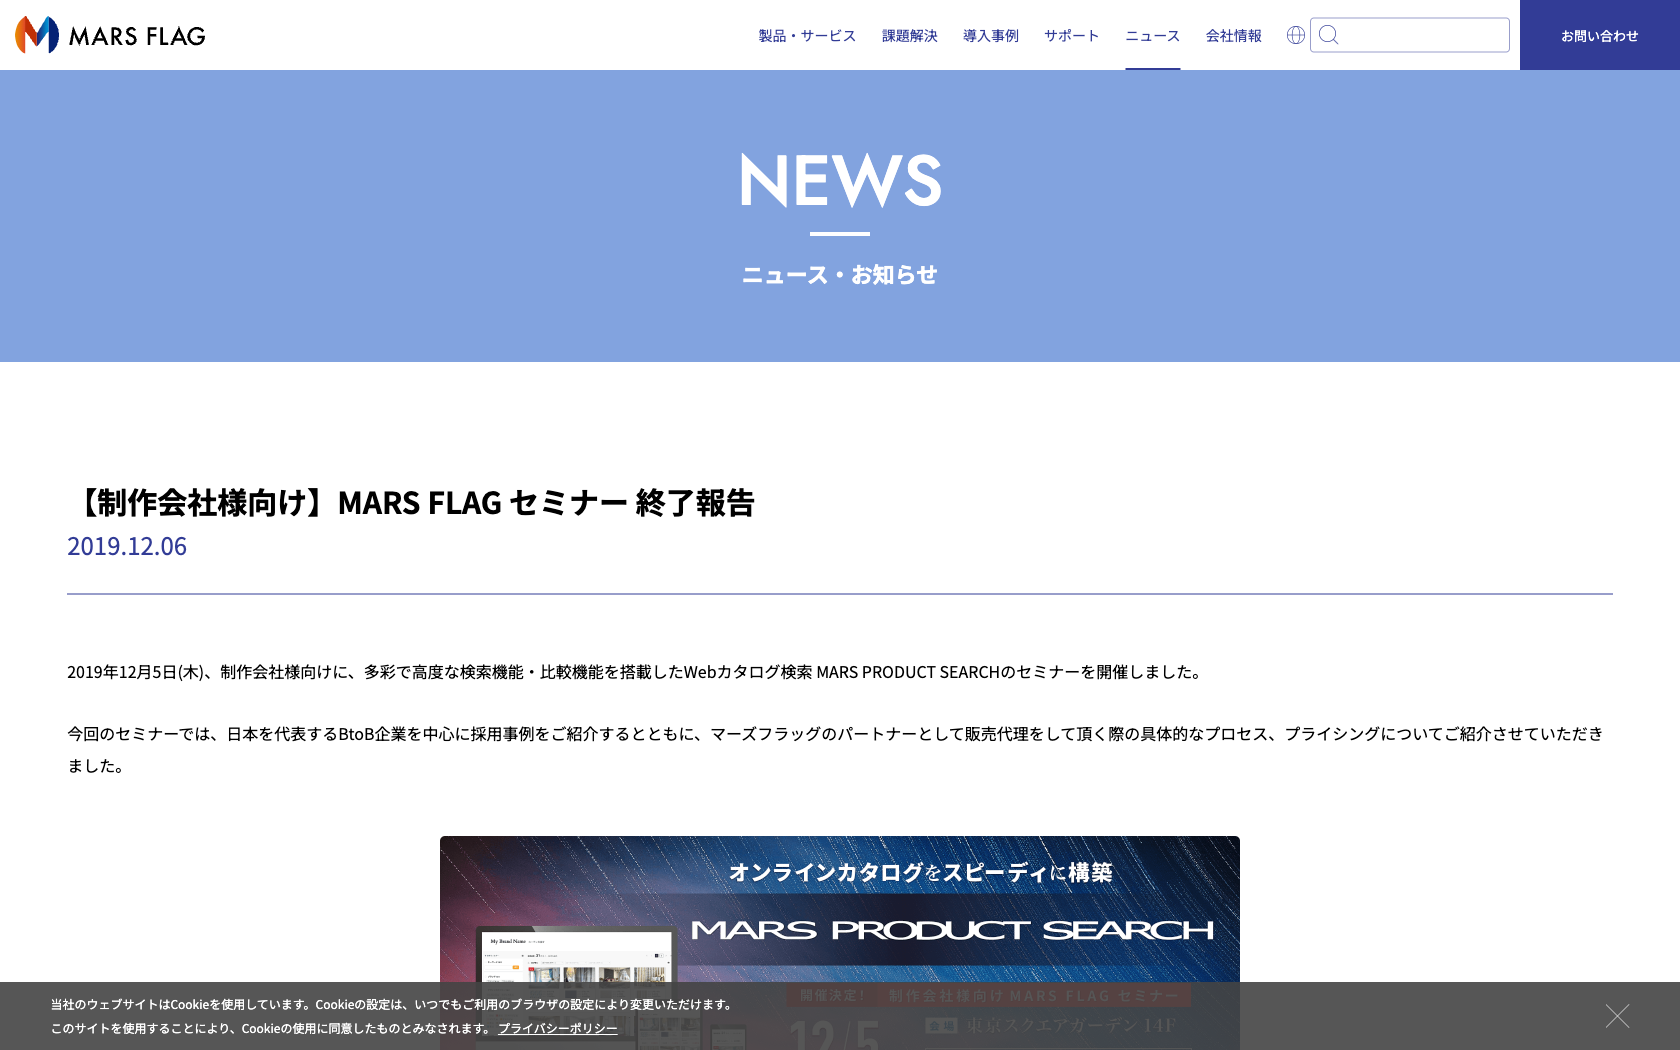 MARS FLAG
製品・サービス 課題解決 導入事例 サポート ニュース 会社情報
お問い合わせ
NEWS
ニュース・お知らせ
【制作会社様向け】MARS FLAG セミナー 終了報告
2019.12.06
2019年12月5日(木)、制作会社様向けに、多彩で高度な検索機能・比較機能を搭載したWebカタログ検索 MARS PRODUCT SEARCHのセミナーを開催しました。
今回のセミナーでは、日本を代表するBtoB企業を中心に採用事例をご紹介するとともに、マーズフラッグのパートナーとして販売代理をして頂く際の具体的なプロセス、プライシングについてご紹介させていただき
ました。
オンラインカタログをスピーディに構築
MARS PRODUCT SEARCH
My Brand Name
開催決定! 制作会社様向け MARS FLAG セミナー
12/5 会場 東京スクエアガーデン 14F
当社のウェブサイトはCookieを使用しています。Cookieの設定は、いつでもご利用のブラウザの設定により変更いただけます。
このサイトを使用することにより、Cookieの使用に同意したものとみなされます。 プライバシーポリシー